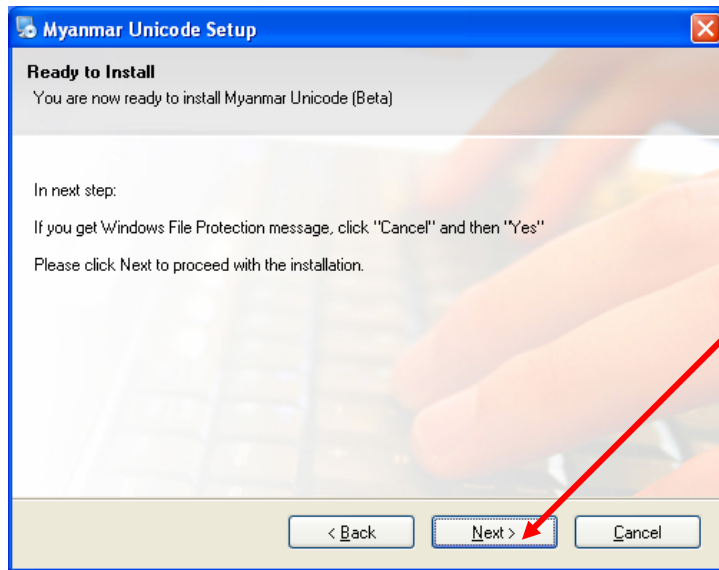 Myanmar Unicode Setup
Ready to Install
You are now ready to install Myanmar Unicode (Beta)
In next step:
If you get Windows File Protection message, click "Cancel" and then "Yes"
Please click Next to proceed with the installation.
< Back Next > Cancel